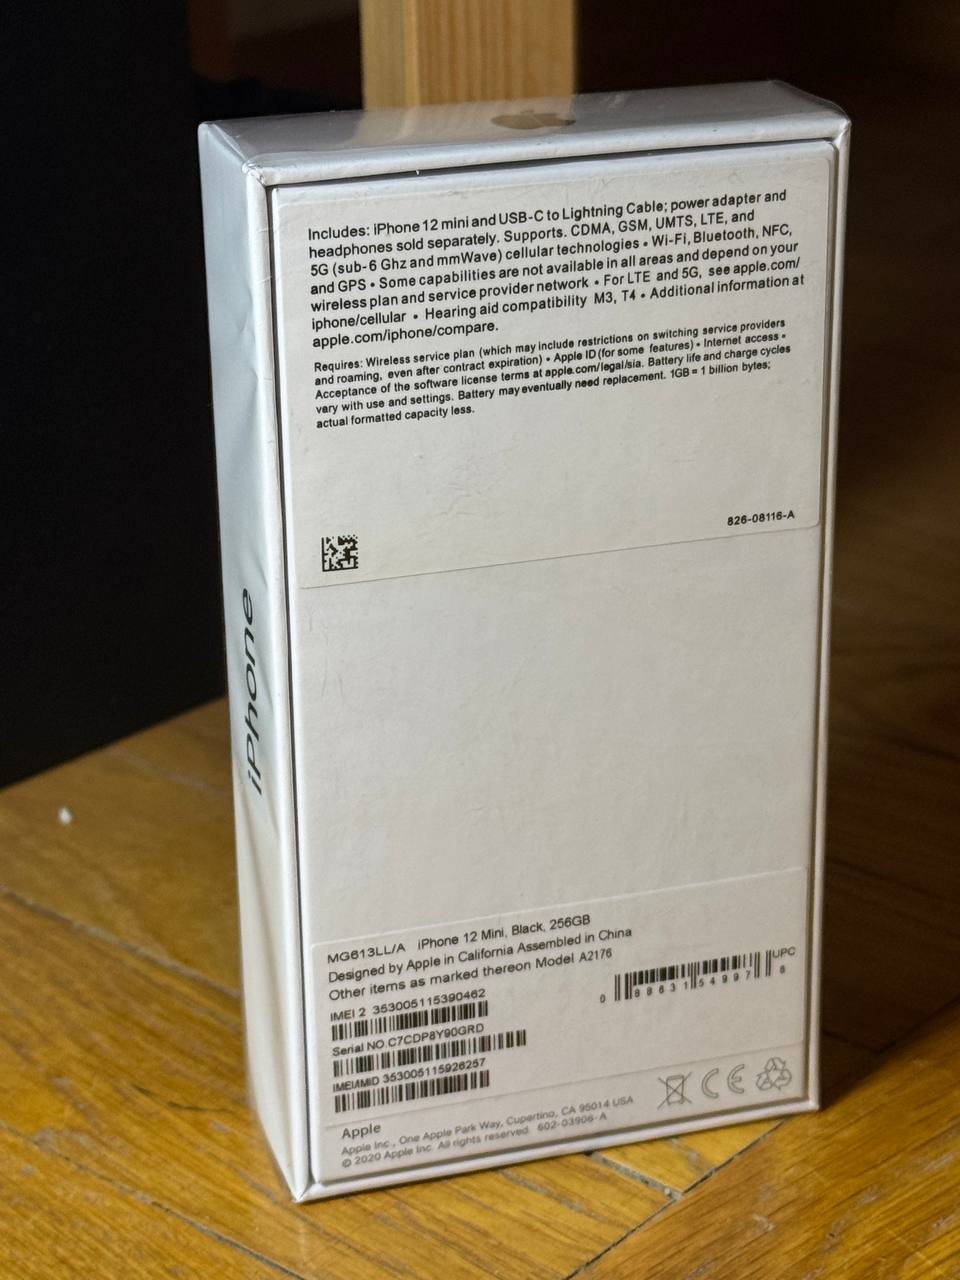 Includes: iPhone 12 mini and USB-C to Lightning Cable; power adapter and
headphones sold separately. Supports. CDMA, GSM, UMTS, LTE, and
5G (sub-6 Ghz and mmWave) cellular technologies • Wi-Fi, Bluetooth, NFC,
and GPS • Some capabilities are not available in all areas and depend on your
wireless plan and service provider network • For LTE and 5G, see apple.com/
iphone/cellular • Hearing aid compatibility M3, T4 • Additional information at
apple.com/iphone/compare.
Requires: Wireless service plan (which may include restrictions on switching service providers
and roaming, even after contract expiration) • Apple ID (for some features) • Internet access •
Acceptance of the software license terms at apple.com/legal/sla. Battery life and charge cycles
vary with use and settings. Battery may eventually need replacement. 1GB = 1 billion bytes;
actual formatted capacity less.
826-08116-A
iPhone
MG613LL/A iPhone 12 Mini, Black, 256GB
Designed by Apple in California Assembled in China
Other items as marked thereon Model A2176
IMEI 2 353005115390462
Serial NO.C7CDP8Y90GRD
IMEI/MID 353005115926257
UPC
0 88631 54997 6
CE
Apple
Apple Inc., One Apple Park Way, Cupertino, CA 95014 USA
© 2020 Apple Inc. All rights reserved. 602-03906-A